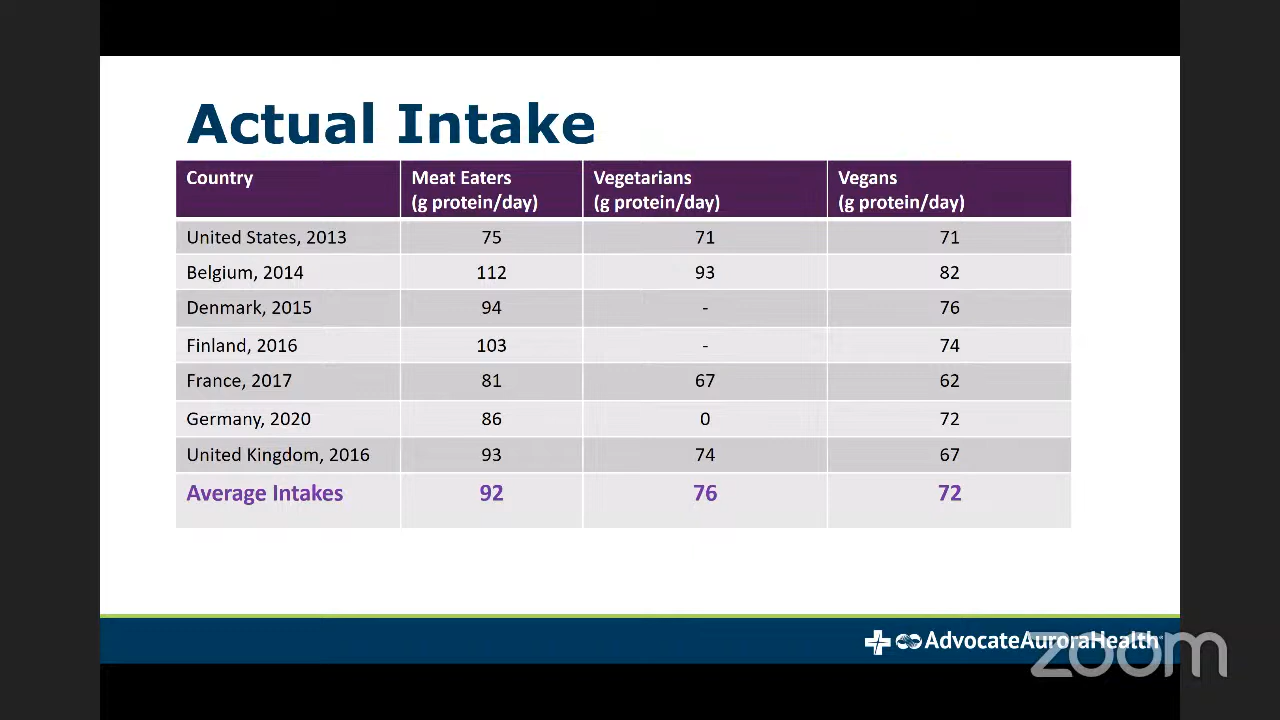 Actual Intake
Country Meat Eaters Vegetarians Vegans
(g protein/day) (g protein/day) (g protein/day)
United States, 2013 75 71 71
Belgium, 2014 112 93 82
Denmark, 2015 94 - 76
Finland, 2016 103 - 74
France, 2017 81 67 62
Germany, 2020 86 0 72
United Kingdom, 2016 93 74 67
Average Intakes 92 76 72
AdvocateAuroraHealth
zoom